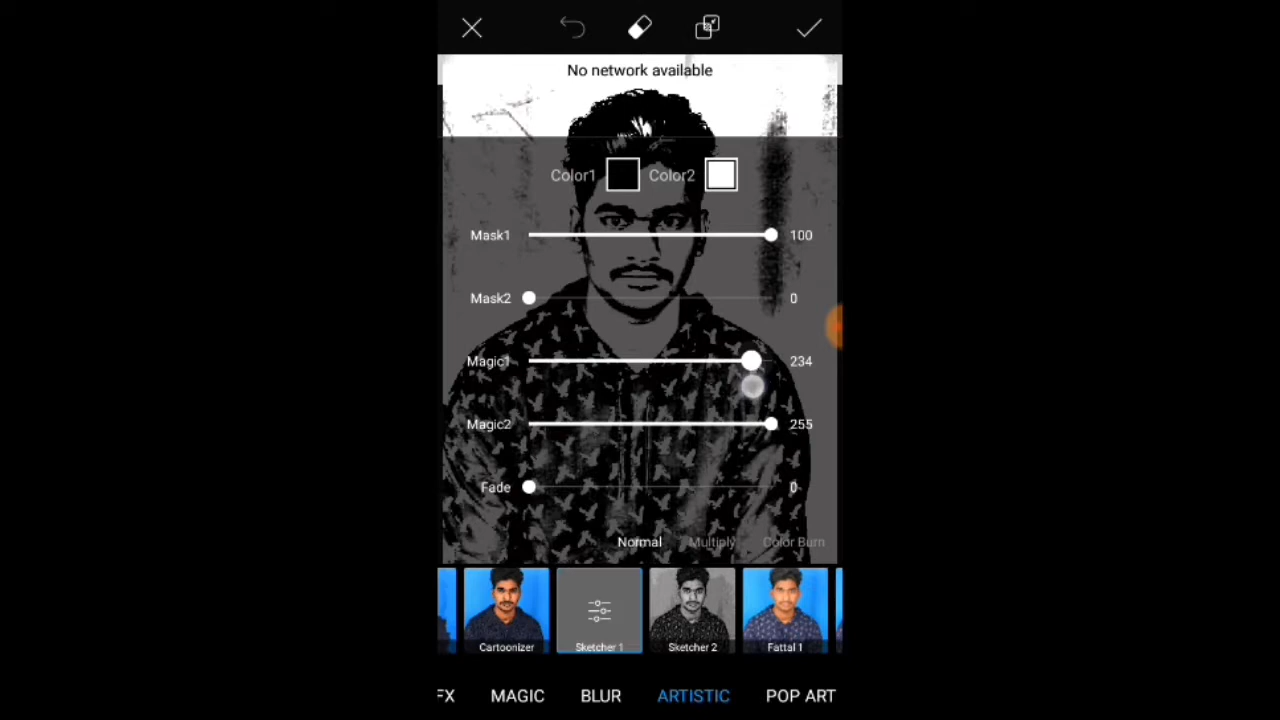 No network available
Color1 Color2
Mask1 100
Mask2 0
Magic1 234
Magic2 255
Fade 0
Normal Multiply Color Burn
Cartoonizer Sketcher 1 Sketcher 2 Fattal 1
FX MAGIC BLUR ARTISTIC POP ART